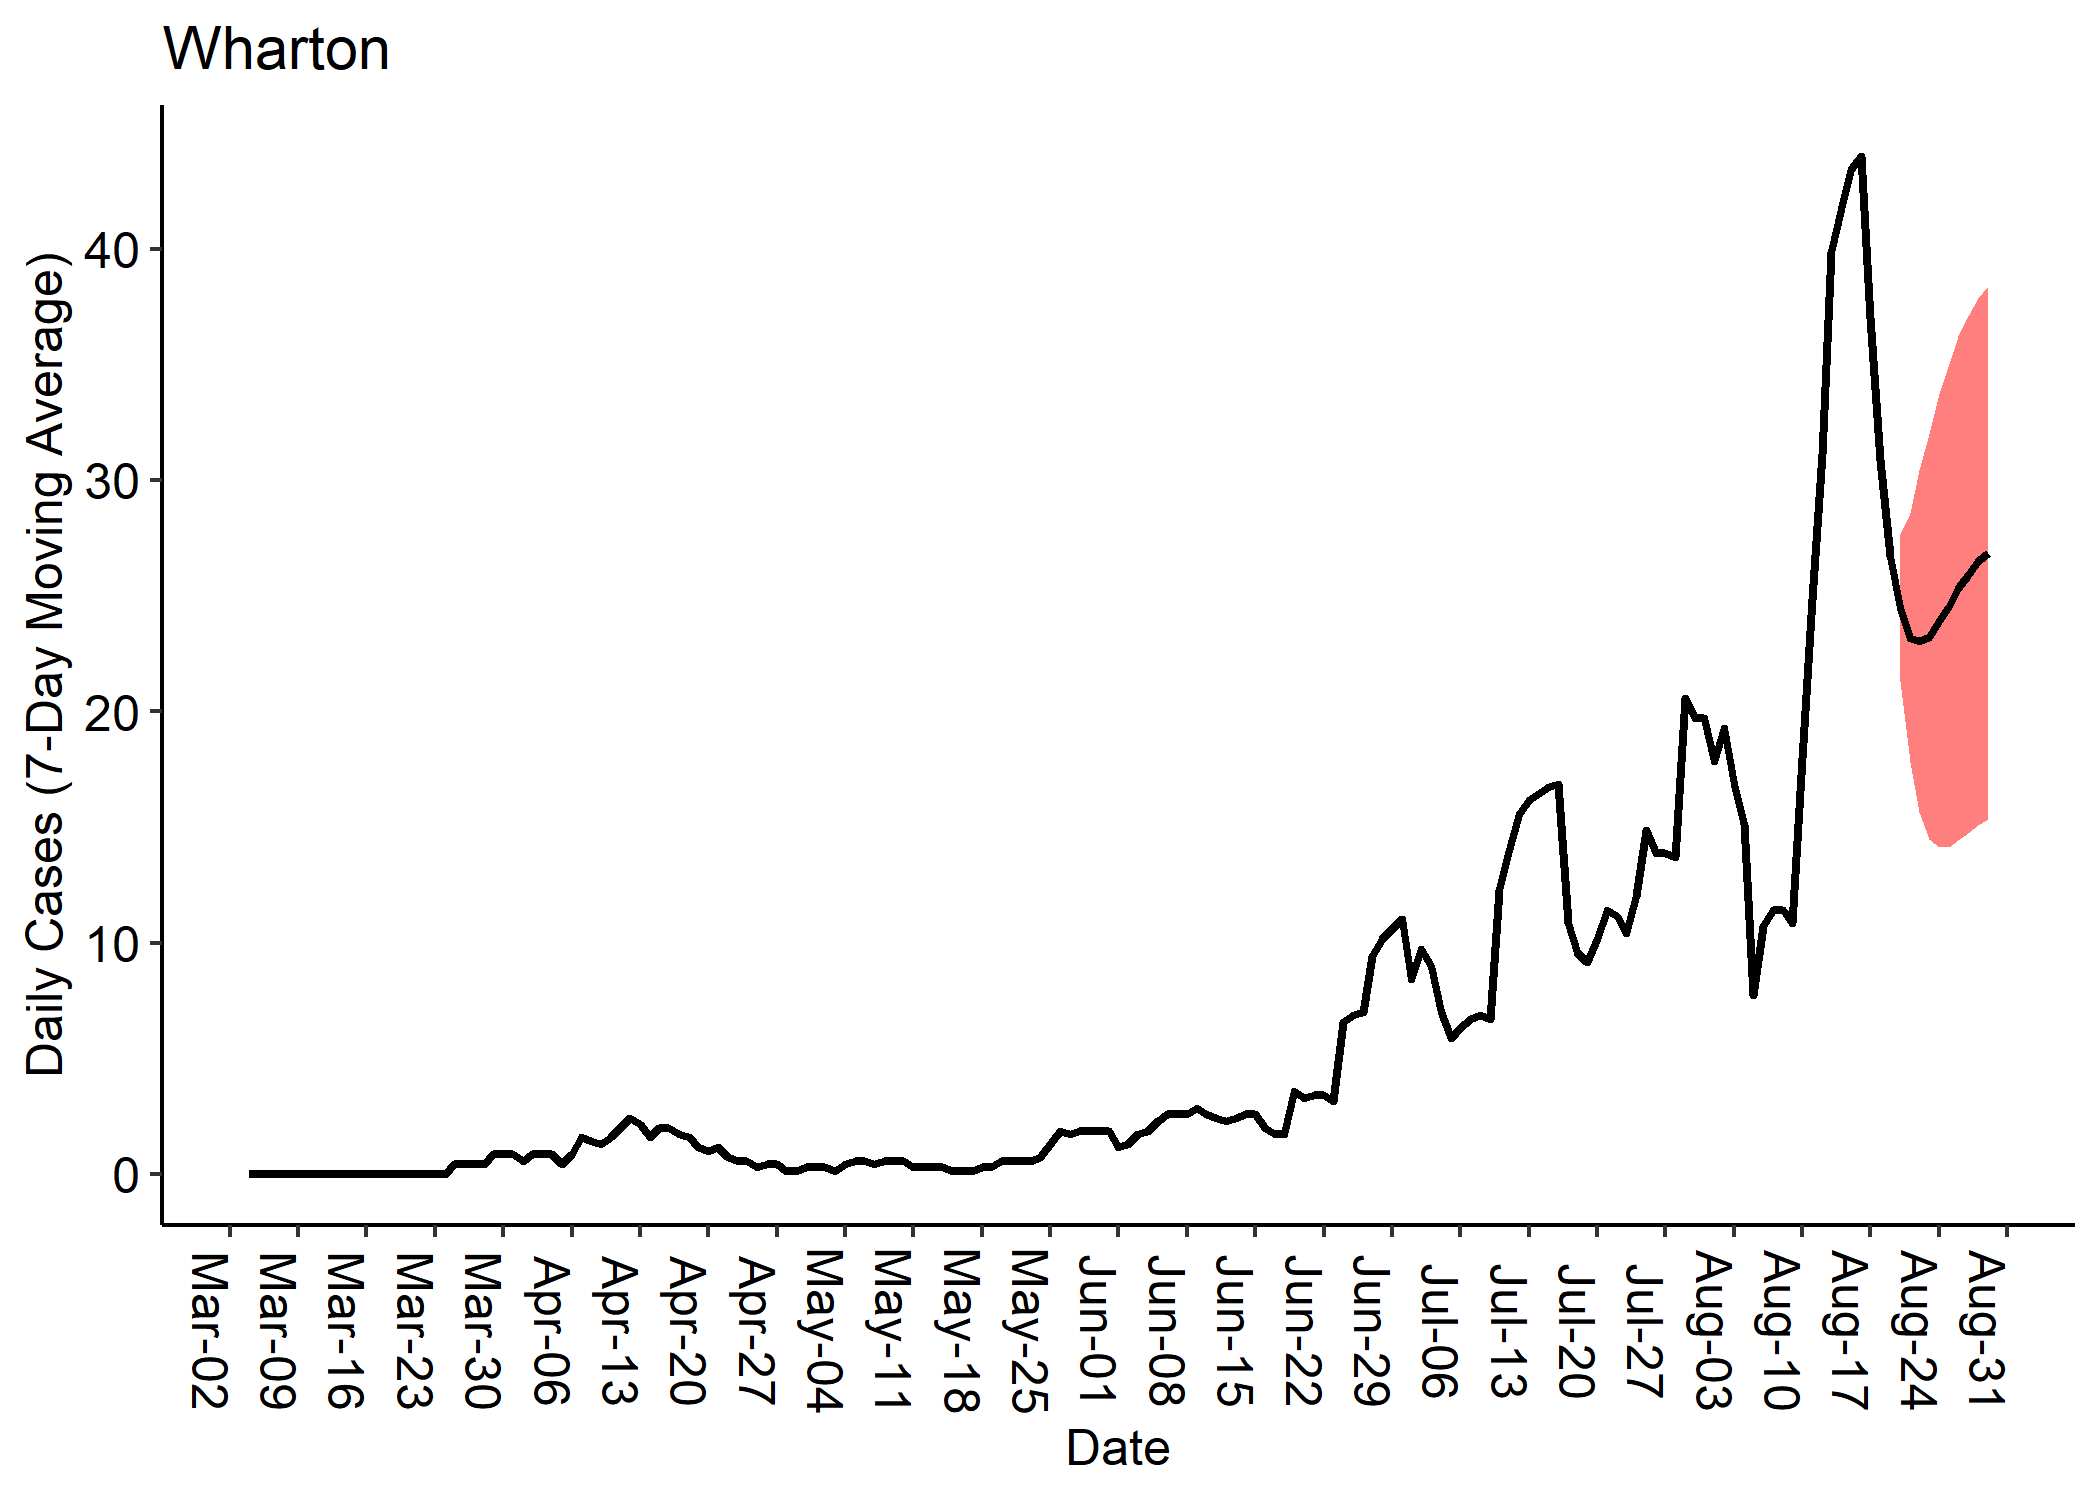 Wharton
Daily Cases (7-Day Moving Average)
40
30
20
10
0
Mar-02
Mar-09
Mar-16
Mar-23
Mar-30
Apr-06
Apr-13
Apr-20
Apr-27
May-04
May-11
May-18
May-25
Jun-01
Jun-08
Jun-15
Jun-22
Jun-29
Jul-06
Jul-13
Jul-20
Jul-27
Aug-03
Aug-10
Aug-17
Aug-24
Aug-31
Date